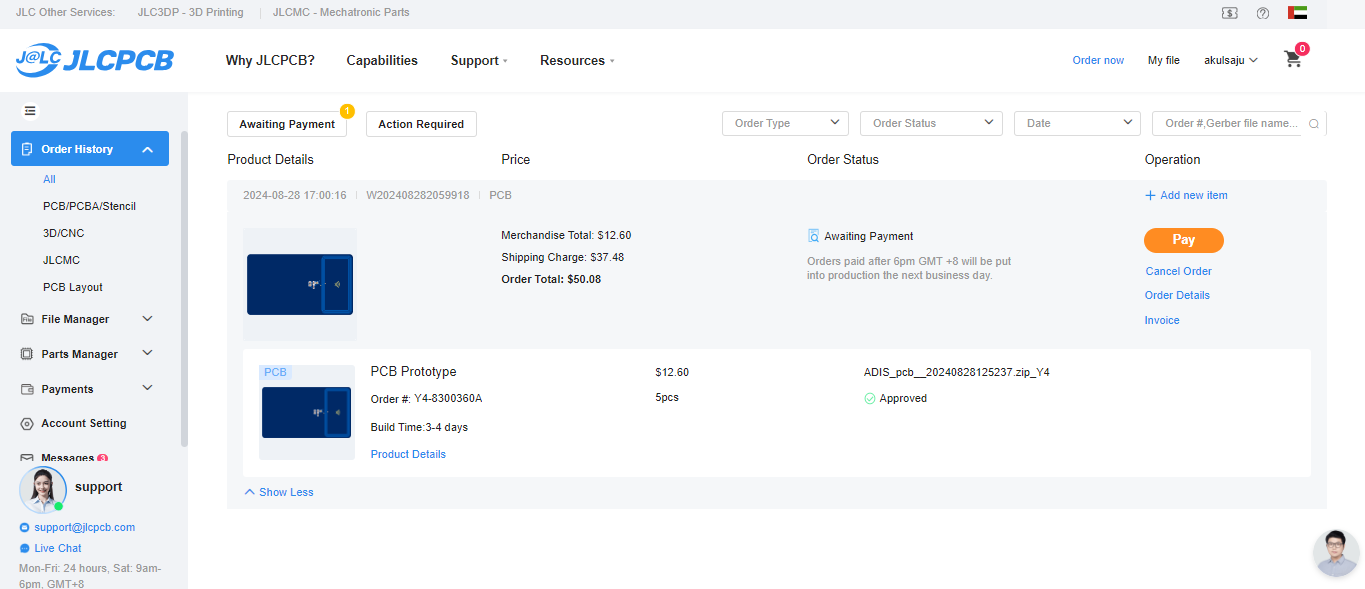 JLC Other Services: JLC3DP - 3D Printing JLCMC - Mechatronic Parts
J@LC JLCPCB
Why JLCPCB? Capabilities Support Resources
Order now My file akulsaju 0
Awaiting Payment 1 Action Required
Order Type Order Status Date Order #,Gerber file name...
Order History
All
PCB/PCBA/Stencil
3D/CNC
JLCMC
PCB Layout
File Manager
Parts Manager
Payments
Account Setting
Messages 3
support
support@jlcpcb.com
Live Chat
Mon-Fri: 24 hours, Sat: 9am-
6pm, GMT+8
Product Details Price Order Status Operation
2024-08-28 17:00:16 W202408282059918 PCB + Add new item
Merchandise Total: $12.60
Shipping Charge: $37.48
Order Total: $50.08
Awaiting Payment
Orders paid after 6pm GMT +8 will be put
into production the next business day.
Pay
Cancel Order
Order Details
Invoice
PCB
PCB Prototype $12.60 ADIS_pcb__20240828125237.zip_Y4
Order #: Y4-8300360A 5pcs Approved
Build Time:3-4 days
Product Details
Show Less